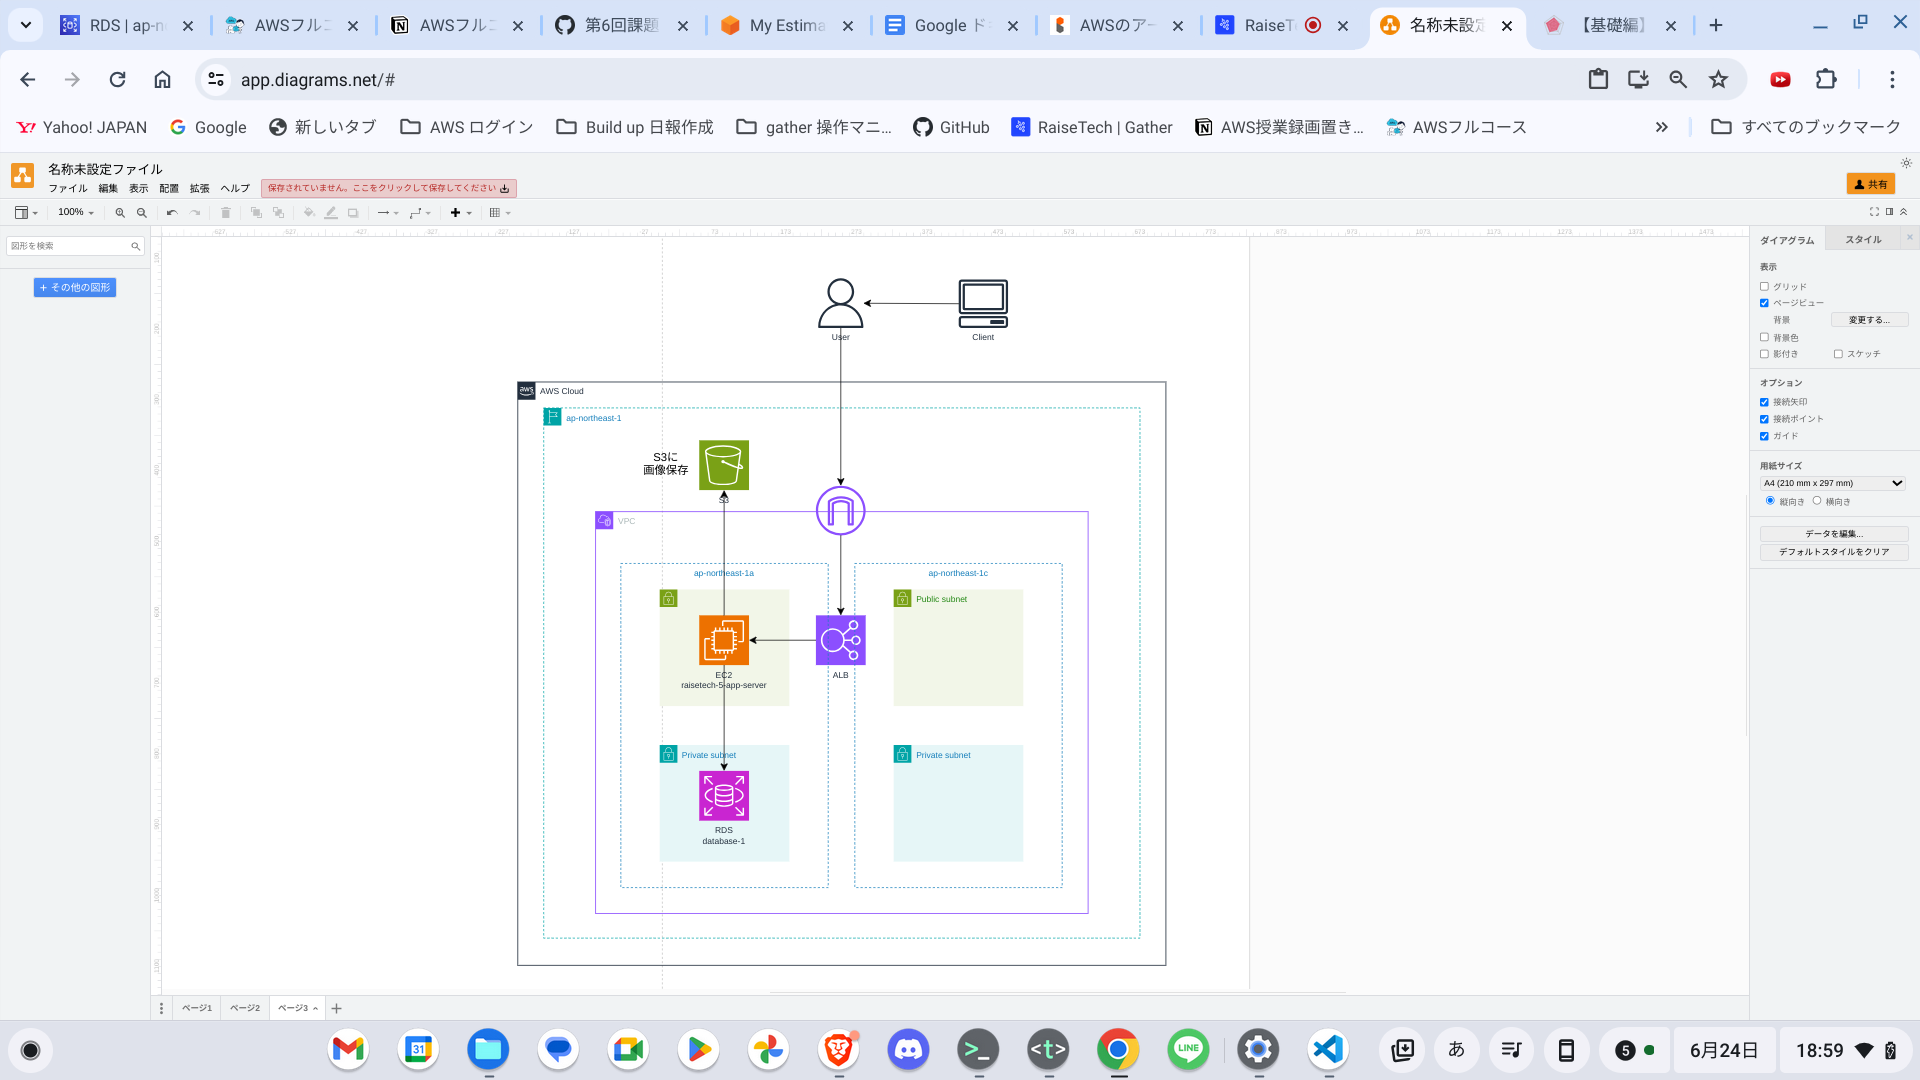 RDS | ap-n
AWSフルコ
AWSフルコ
第6回課題
My Estima
Google ド
AWSのアー
RaiseT
名称未設定
【基礎編】
app.diagrams.net/#
Yahoo! JAPAN
Google
新しいタブ
AWS ログイン
Build up 日報作成
gather 操作マニ...
GitHub
RaiseTech | Gather
AWS授業録画置き...
AWSフルコース
すべてのブックマーク
名称未設定ファイル
ファイル 編集 表示 配置 拡張 ヘルプ
保存されていません。ここをクリックして保存してください
共有
100%
図形を検索
+ その他の図形
User
Client
aws
AWS Cloud
ap-northeast-1
S3に
画像保存
S3
VPC
ap-northeast-1a
ap-northeast-1c
Public subnet
EC2
raisetech-5-app-server
ALB
Private subnet
Private subnet
RDS
database-1
ダイアグラム
スタイル
表示
グリッド
ページビュー
背景
変更する...
背景色
影付き
スケッチ
オプション
接続矢印
接続ポイント
ガイド
用紙サイズ
A4 (210 mm x 297 mm)
縦向き
横向き
データを編集...
デフォルトスタイルをクリア
ページ1
ページ2
ページ3
31
>_
<t>
LINE
あ
5
6月24日
18:59